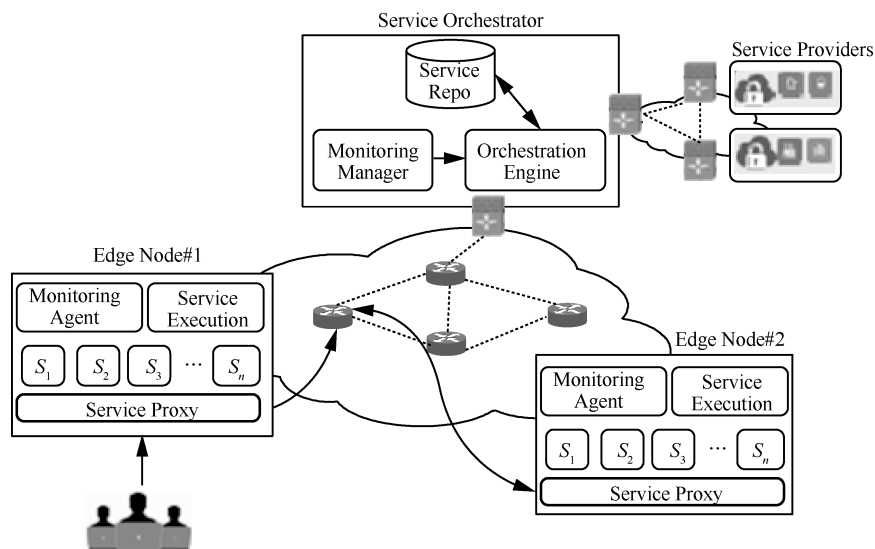 Service Orchestrator
Service Providers
Service
Repo
Monitoring
Manager
Orchestration
Engine
Edge Node#1
Monitoring
Agent
Service
Execution
S1 S2 S3 ··· Sn
Service Proxy
Edge Node#2
Monitoring
Agent
Service
Execution
S1 S2 S3 ··· Sn
Service Proxy